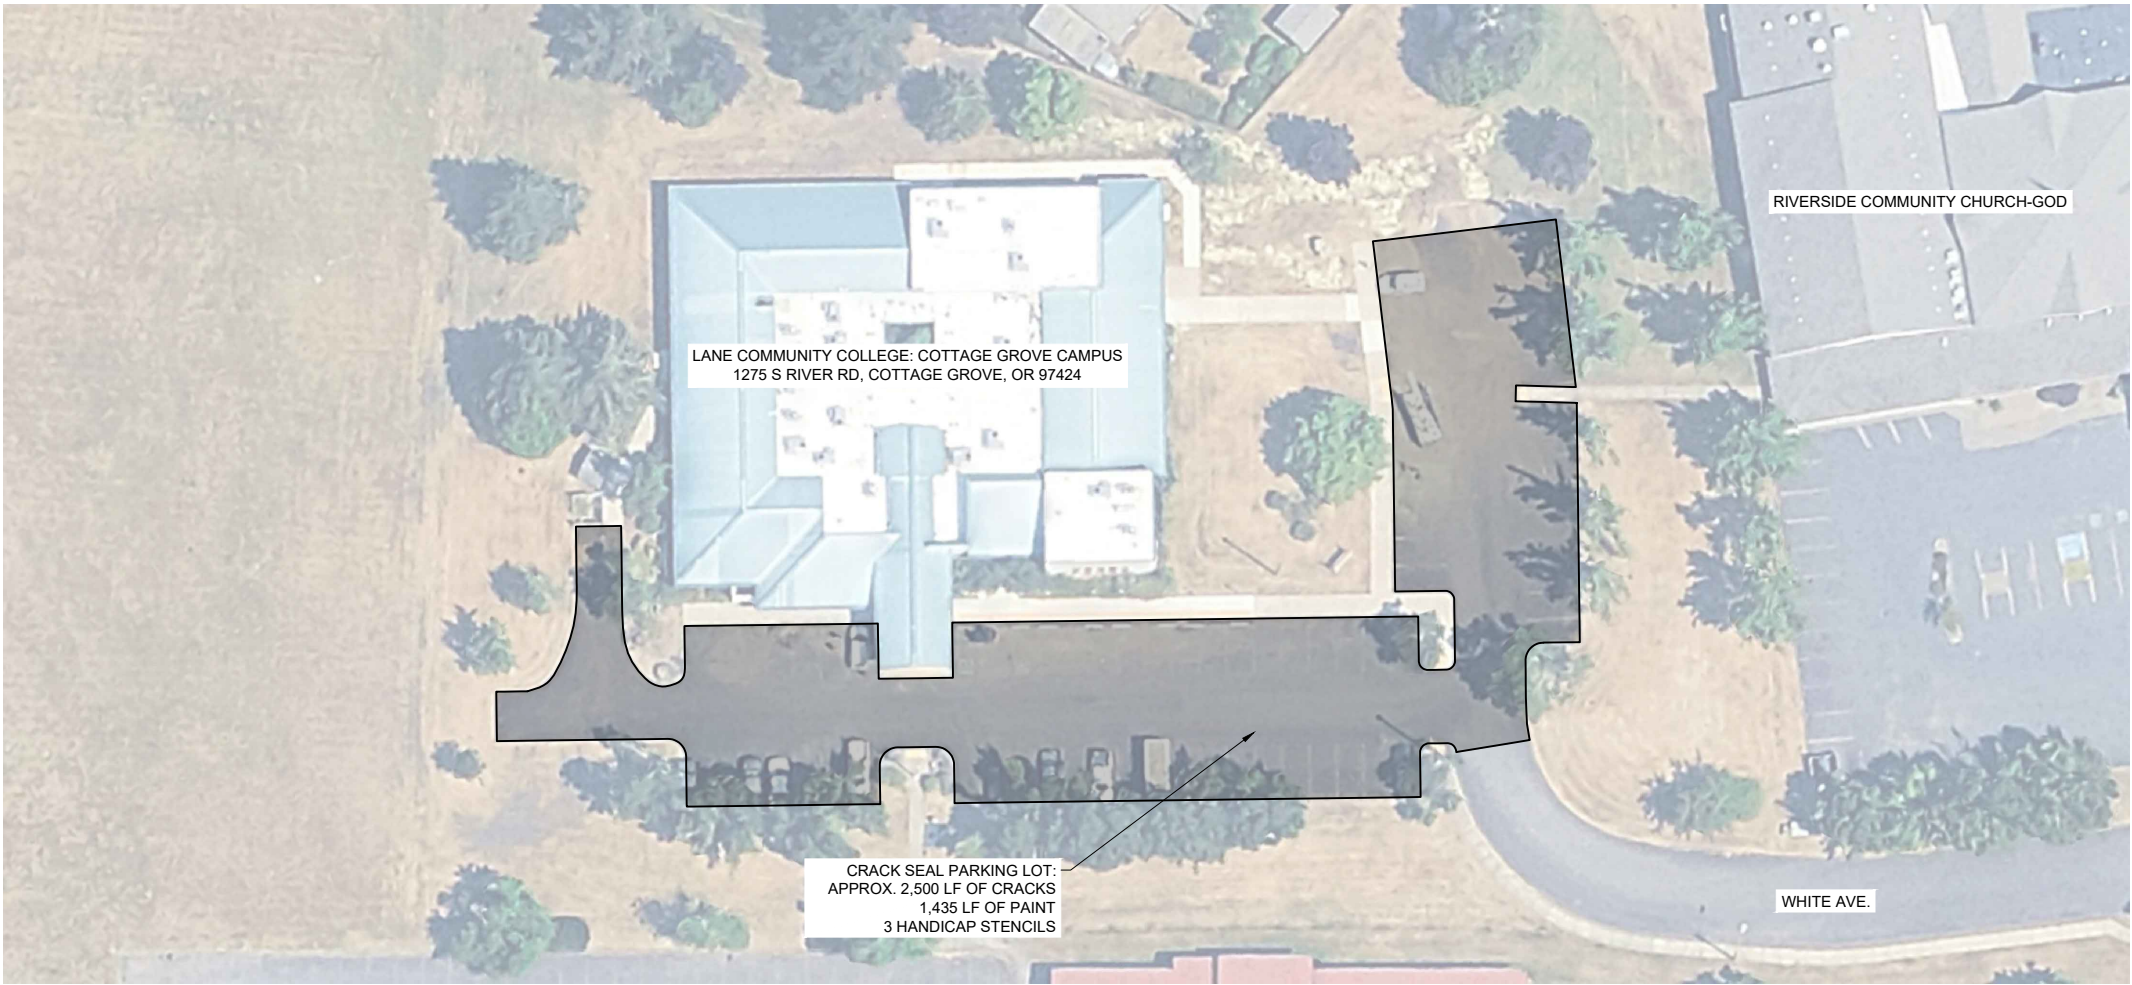 RIVERSIDE COMMUNITY CHURCH-GOD
LANE COMMUNITY COLLEGE: COTTAGE GROVE CAMPUS
1275 S RIVER RD, COTTAGE GROVE, OR 97424
CRACK SEAL PARKING LOT:
APPROX. 2,500 LF OF CRACKS
1,435 LF OF PAINT
3 HANDICAP STENCILS
WHITE AVE.